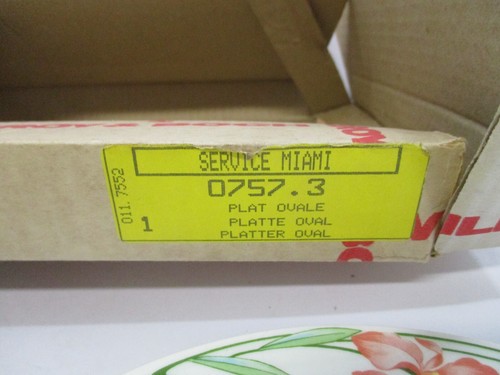 SERVICE MIAMI
0757.3
011.7552
PLAT OVALE
1
PLATTE OVAL
PLATTER OVAL